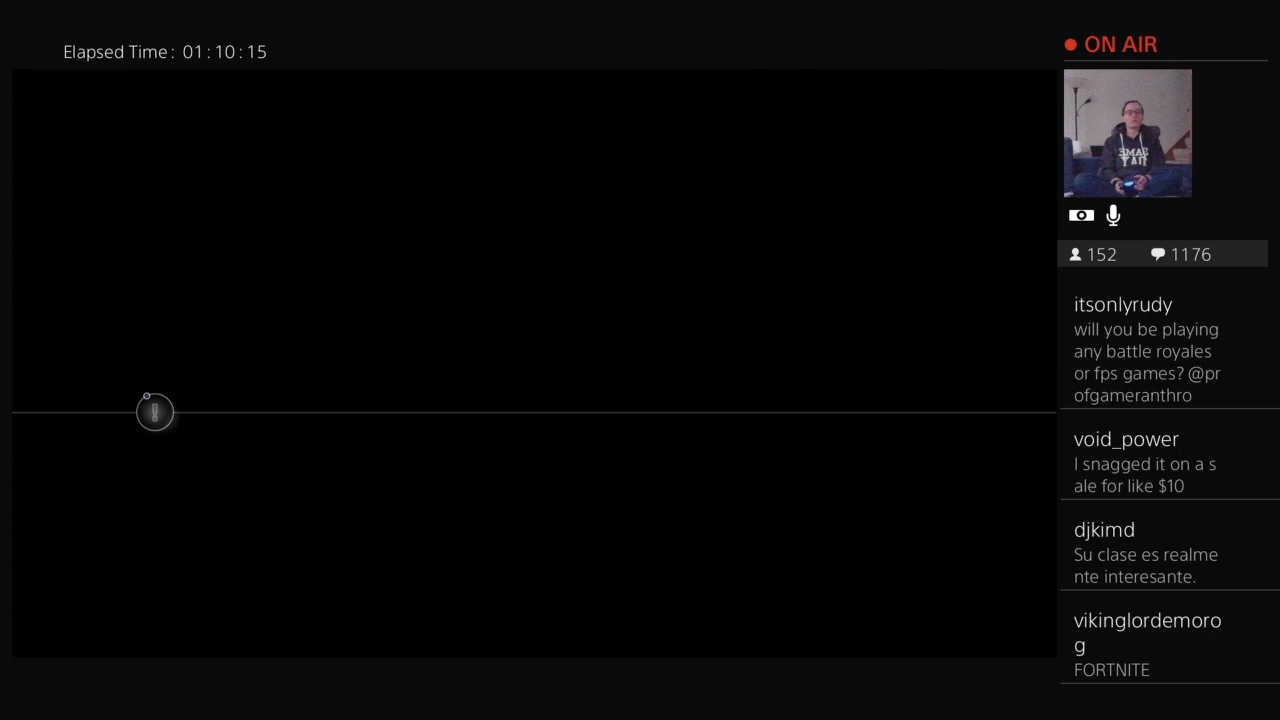 Elapsed Time: 01:10:15
ON AIR
GAME
DAY
152 1176
itsonlyrudy
will you be playing
any battle royales
or fps games? @pr
ofgameranthro
void_power
I snagged it on a s
ale for like $10
djkimd
Su clase es realme
nte interesante.
vikinglordemoro
g
FORTNITE